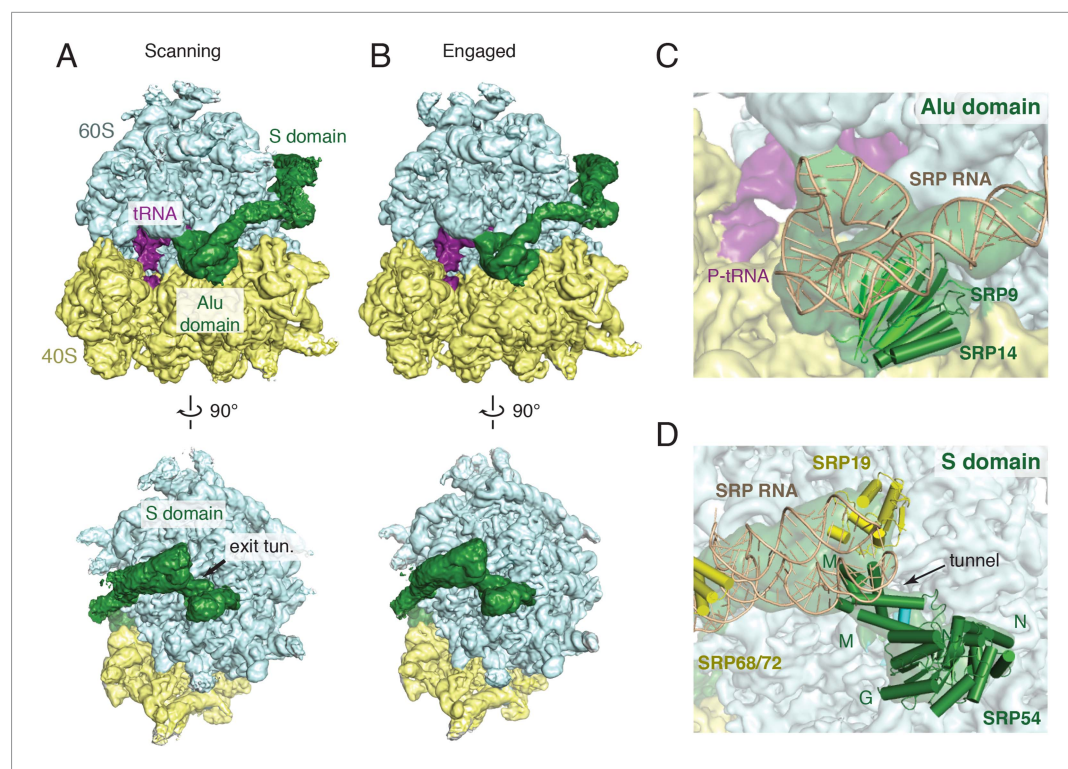 A
Scanning
60S
S domain
tRNA
Alu
domain
40S
90°
S domain
exit tun.
B
Engaged
90°
C
Alu domain
SRP RNA
P-tRNA
SRP9
SRP14
D
S domain
SRP19
SRP RNA
M
tunnel
N
M
SRP68/72
G
SRP54